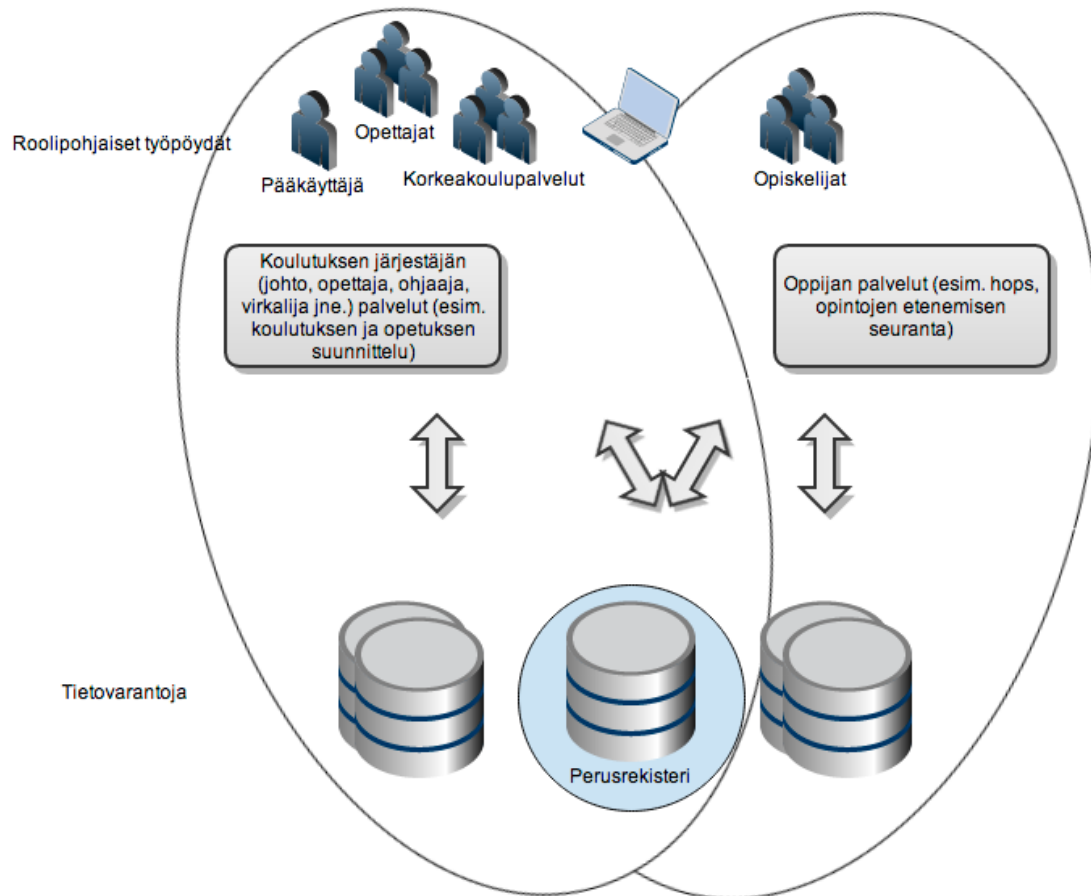 Opettajat
Roolipohjaiset työpöydät
Pääkäyttäjä
Korkeakoulupalvelut
Opiskelijat
Koulutuksen järjestäjän
(johto, opettaja, ohjaaja,
virkalija jne.) palvelut (esim.
koulutuksen ja opetuksen
suunnittelu)
Oppijan palvelut (esim. hops,
opintojen etenemisen
seuranta)
Tietovarantoja
Perusrekisteri